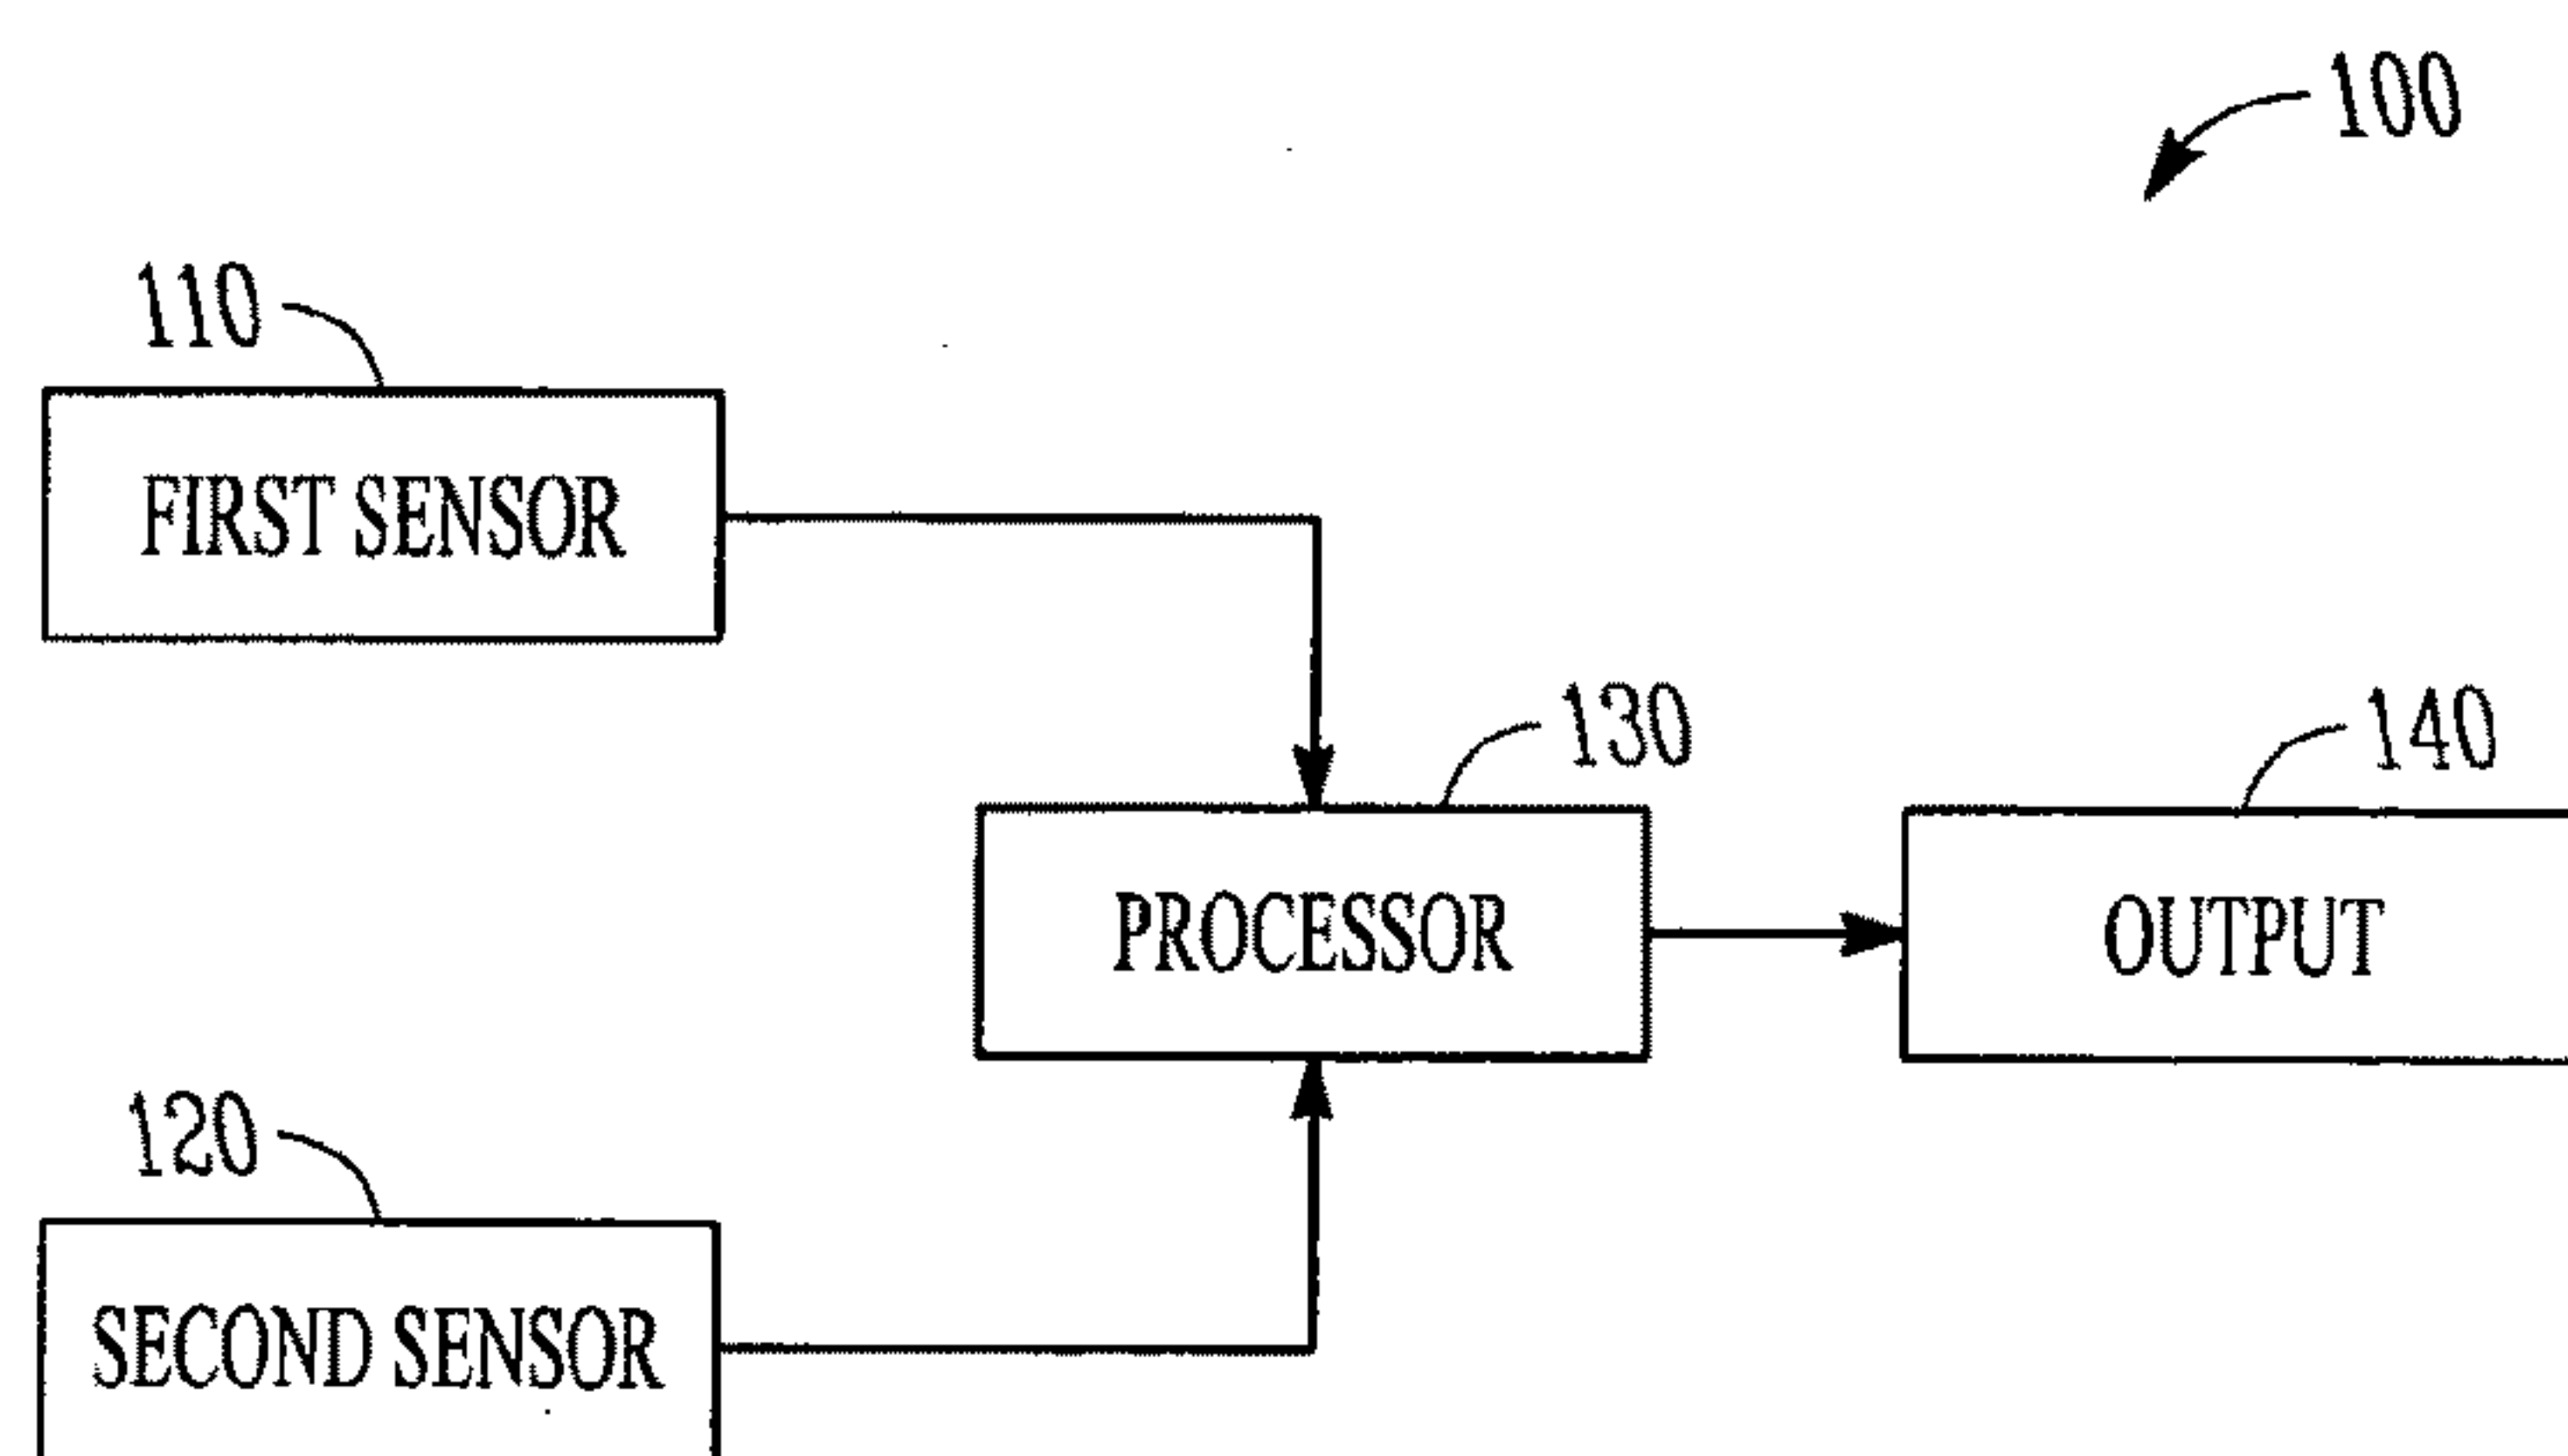 100
110
FIRST SENSOR
130
140
PROCESSOR
OUTPUT
120
SECOND SENSOR